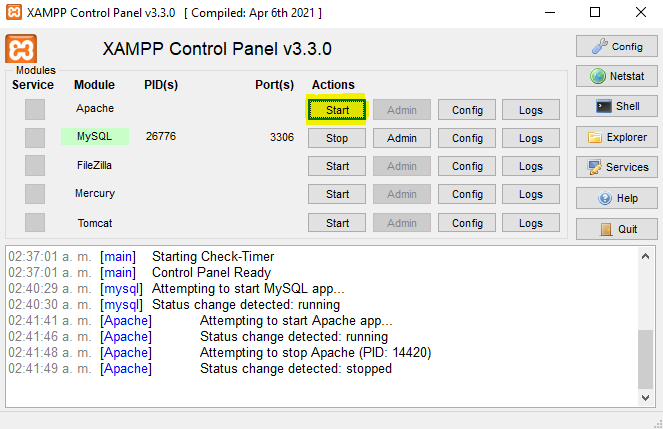 XAMPP Control Panel v3.3.0 [ Compiled: Apr 6th 2021 ]
XAMPP Control Panel v3.3.0
Config
Modules
Service Module PID(s) Port(s) Actions
Netstat
Apache Start Admin Config Logs
Shell
MySQL 26776 3306 Stop Admin Config Logs
Explorer
FileZilla Start Admin Config Logs
Services
Mercury Start Admin Config Logs
Help
Tomcat Start Admin Config Logs
Quit
02:37:01 a. m. [main] Starting Check-Timer
02:37:01 a. m. [main] Control Panel Ready
02:40:29 a. m. [mysql] Attempting to start MySQL app...
02:40:30 a. m. [mysql] Status change detected: running
02:41:41 a. m. [Apache] Attempting to start Apache app...
02:41:46 a. m. [Apache] Status change detected: running
02:41:48 a. m. [Apache] Attempting to stop Apache (PID: 14420)
02:41:49 a. m. [Apache] Status change detected: stopped